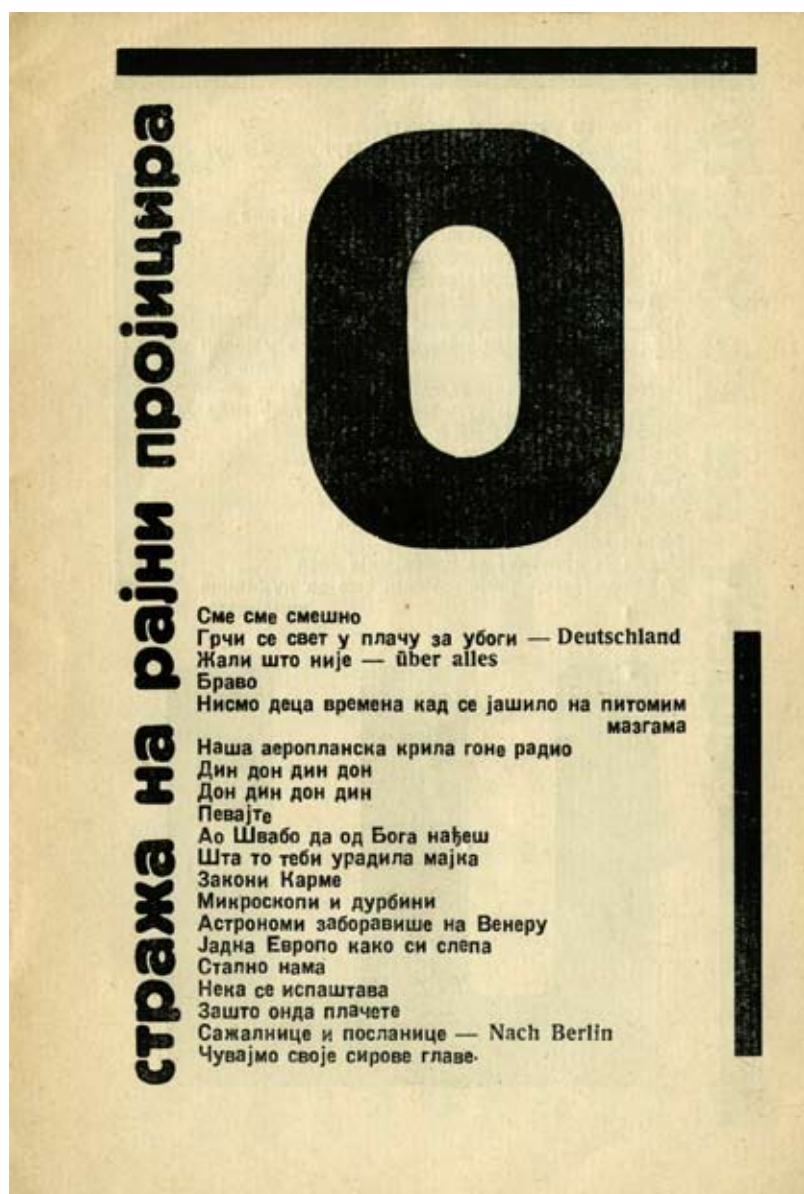 стража на рајни пројицира
О
Сме сме смешно
Грчи се свет у плачу за убоги — Deutschland
Жали што није — über alles
Браво
Нисмо деца времена кад се јашило на питомим
мазгама
Наша аеропланска крила гоне радио
Дин дон дин дон
Дон дин дон дин
Певајте
Ао Швабо да од Бога нађеш
Шта то теби урадила мајка
Закони Карме
Микроскопи и дурбини
Астрономи заборавише на Венеру
Јадна Европо како си слепа
Стално нама
Нека се испаштава
Зашто онда плачете
Сажалнице и посланице — Nach Berlin
Чувајмо своје сирове главе.